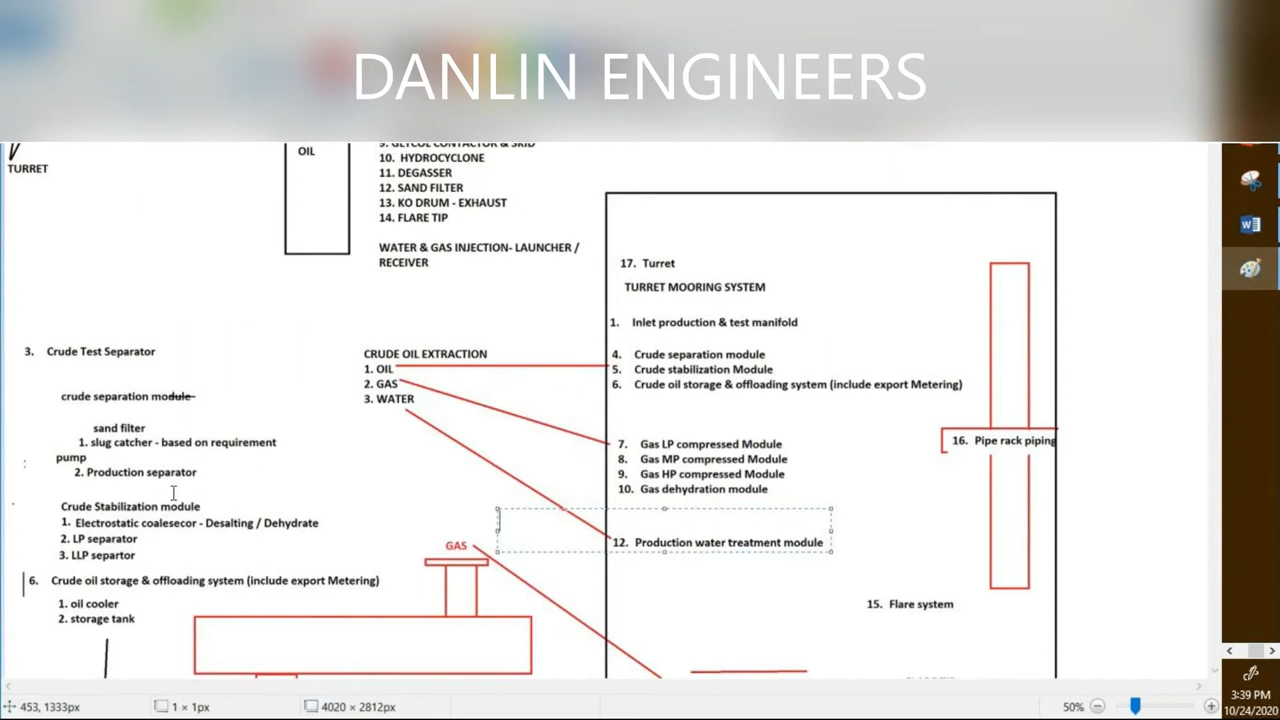 DANLIN ENGINEERS
TURRET
OIL
9. GLYCOL CONTACTOR & SKID
10. HYDROCYCLONE
11. DEGASSER
12. SAND FILTER
13. KO DRUM - EXHAUST
14. FLARE TIP
WATER & GAS INJECTION- LAUNCHER /
RECEIVER
17. Turret
TURRET MOORING SYSTEM
1. Inlet production & test manifold
3. Crude Test Separator
CRUDE OIL EXTRACTION
1. OIL
2. GAS
3. WATER
4. Crude separation module
5. Crude stabilization Module
6. Crude oil storage & offloading system (include export Metering)
crude separation module
sand filter
1. slug catcher - based on requirement
pump
2. Production separator
7. Gas LP compressed Module
8. Gas MP compressed Module
9. Gas HP compressed Module
10. Gas dehydration module
16. Pipe rack piping
Crude Stabilization module
1. Electrostatic coalesecor - Desalting / Dehydrate
2. LP separator
3. LLP separtor
GAS
12. Production water treatment module
6. Crude oil storage & offloading system (include export Metering)
1. oil cooler
2. storage tank
15. Flare system
453, 1333px
1 × 1px
4020 × 2812px
50%
3:39 PM
10/24/2020